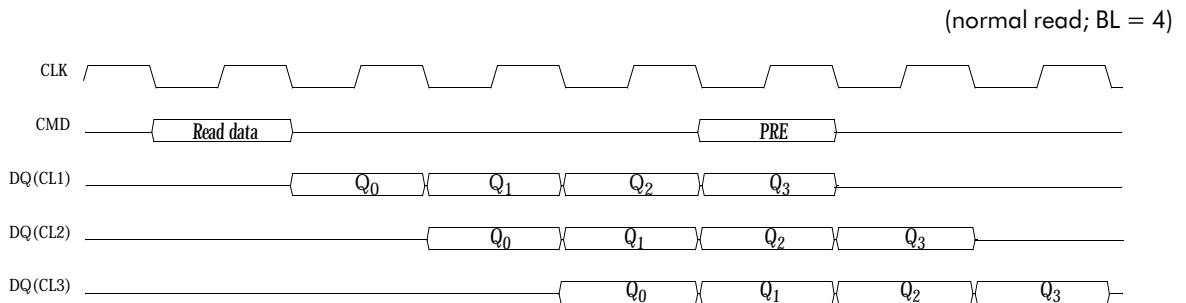 (normal read; BL = 4)
CLK
CMD Read data PRE
DQ(CL1) Q0 Q1 Q2 Q3
DQ(CL2) Q0 Q1 Q2 Q3
DQ(CL3) Q0 Q1 Q2 Q3